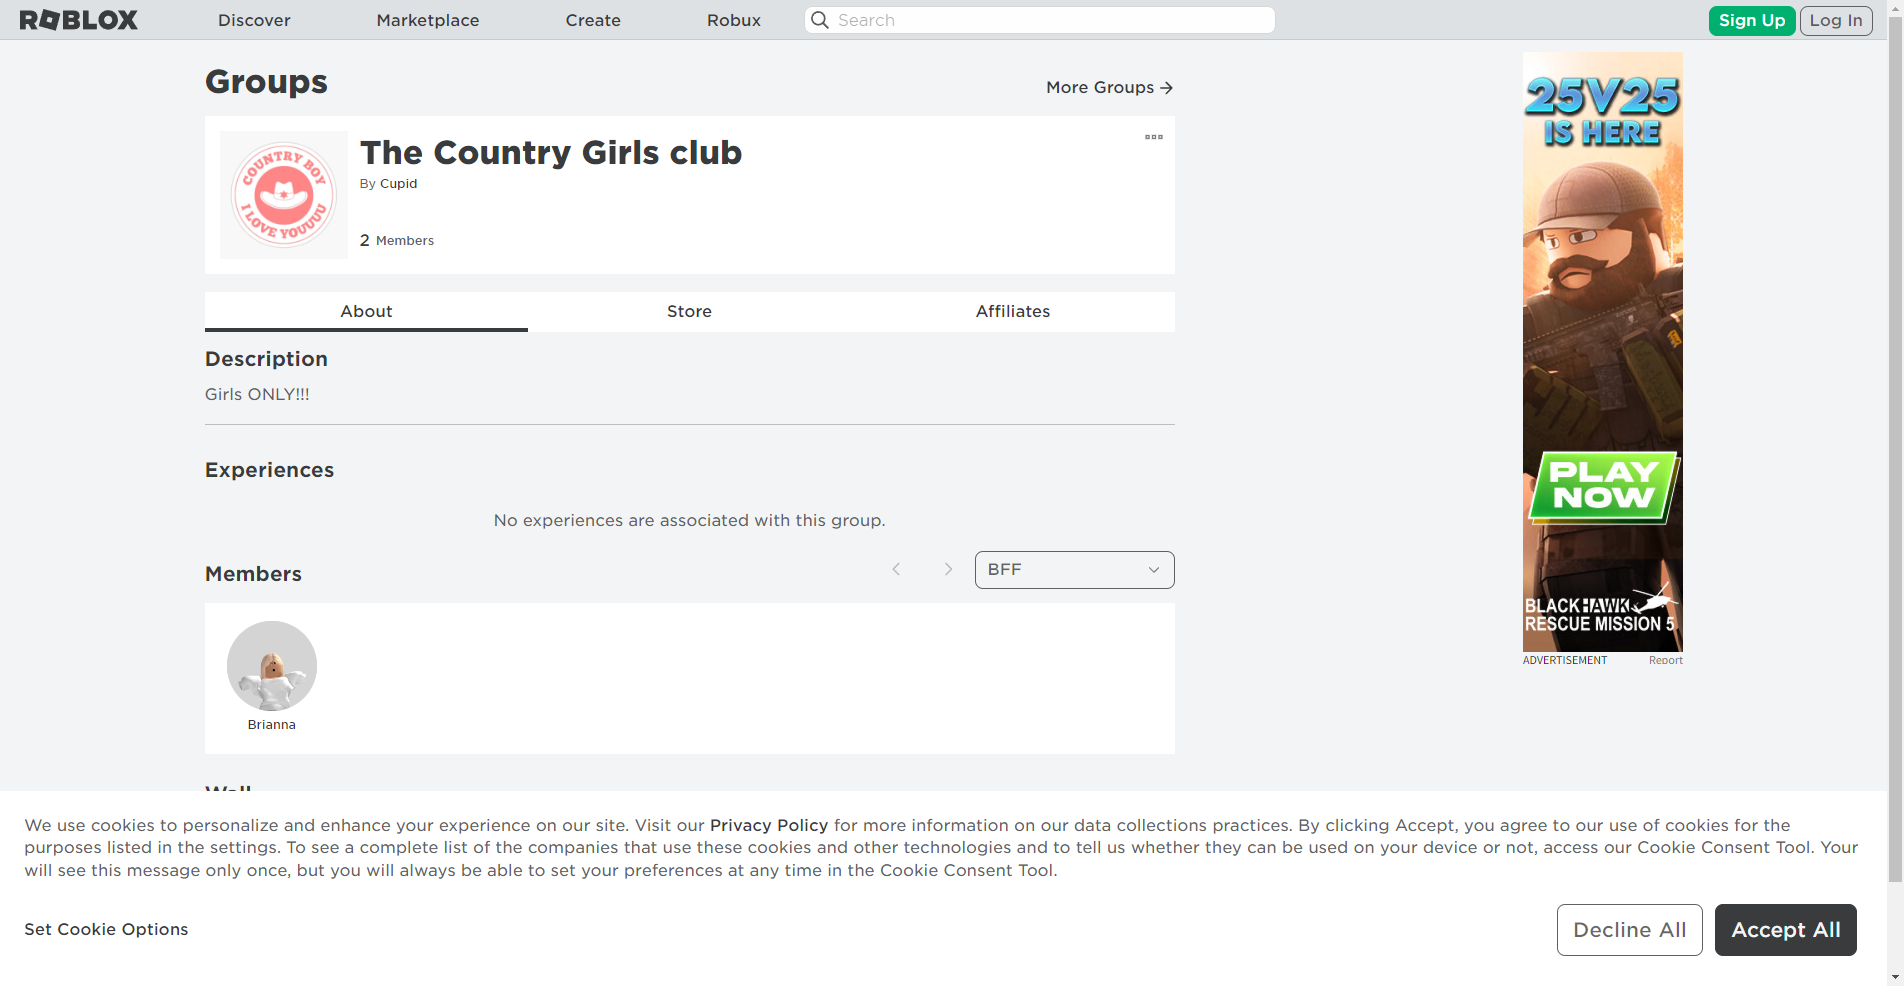 ROBLOX
Discover
Marketplace
Create
Robux
Search
Sign Up
Log In
Groups
More Groups
COUNTRY BOY
I LOVE YOUUUU
The Country Girls club
By Cupid
2 Members
About
Store
Affiliates
Description
Girls ONLY!!!
Experiences
No experiences are associated with this group.
Members
BFF
Brianna
25V25
IS HERE
PLAY
NOW
BLACKHAWK
RESCUE MISSION 5
ADVERTISEMENT
Report
We use cookies to personalize and enhance your experience on our site. Visit our Privacy Policy for more information on our data collections practices. By clicking Accept, you agree to our use of cookies for the
purposes listed in the settings. To see a complete list of the companies that use these cookies and other technologies and to tell us whether they can be used on your device or not, access our Cookie Consent Tool. Your
will see this message only once, but you will always be able to set your preferences at any time in the Cookie Consent Tool.
Set Cookie Options
Decline All
Accept All